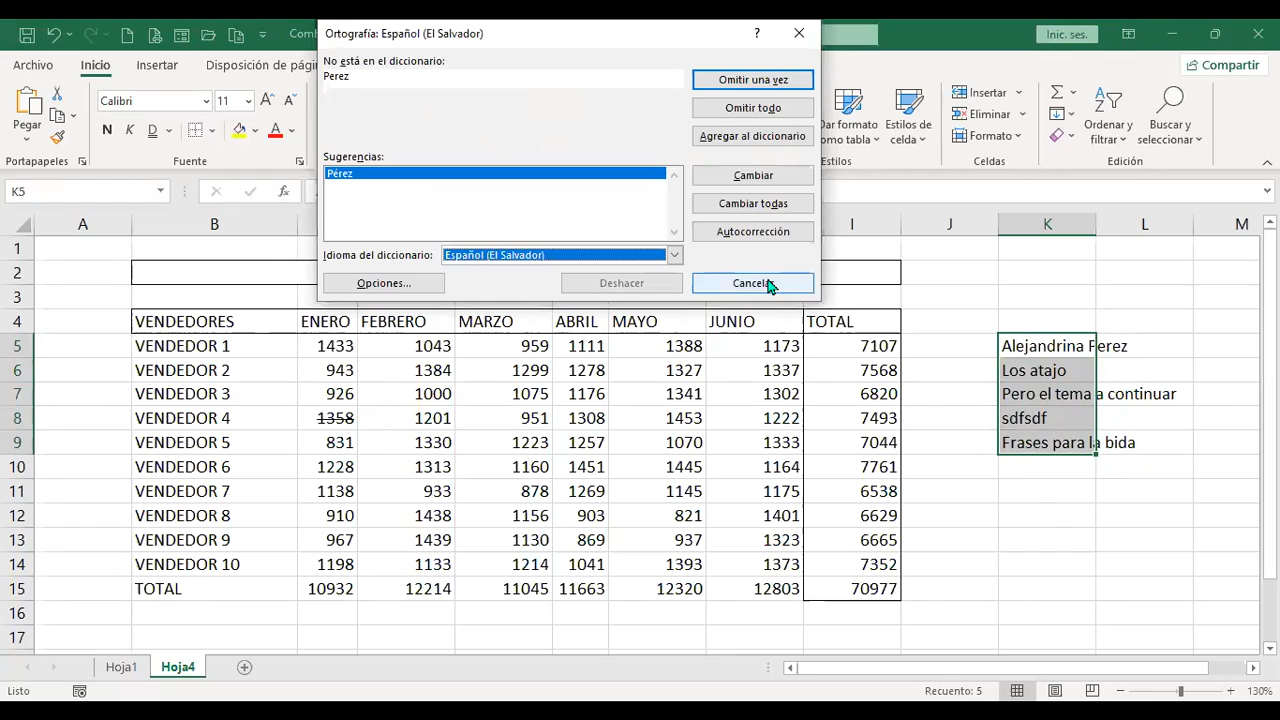 Ortografía: Español (El Salvador)
Comb
Inic. ses.
Archivo Inicio Insertar Disposición de pági
Compartir
No está en el diccionario:
Perez
Omitir una vez
Omitir todo
Agregar al diccionario
Sugerencias:
Pérez
Cambiar
Cambiar todas
Autocorrección
Idioma del diccionario: Español (El Salvador)
Opciones... Deshacer
Pegar
Calibri 11
N K D
Portapapeles Fuente
Dar formato
como tabla
Estilos de
celda
Estilos
Insertar
Eliminar
Formato
Celdas
Ordenar y
filtrar
Buscar y
seleccionar
Edición
K5 fx
A B I J K L M
1
2
3
4 VENDEDORES ENERO FEBRERO MARZO ABRIL MAYO JUNIO TOTAL
5 VENDEDOR 1 1433 1043 959 1111 1388 1173 7107 Alejandrina Perez
6 VENDEDOR 2 943 1384 1299 1278 1327 1337 7568 Los atajo
7 VENDEDOR 3 926 1000 1075 1176 1341 1302 6820 Pero el tema a continuar
8 VENDEDOR 4 1358 1201 951 1308 1453 1222 7493 sdfsdf
9 VENDEDOR 5 831 1330 1223 1257 1070 1333 7044 Frases para la bida
10 VENDEDOR 6 1228 1313 1160 1451 1445 1164 7761
11 VENDEDOR 7 1138 933 878 1269 1145 1175 6538
12 VENDEDOR 8 910 1438 1156 903 821 1401 6629
13 VENDEDOR 9 967 1439 1130 869 937 1323 6665
14 VENDEDOR 10 1198 1133 1214 1041 1393 1373 7352
15 TOTAL 10932 12214 11045 11663 12320 12803 70977
16
17
Hoja1 Hoja4
Listo Recuento: 5 130%